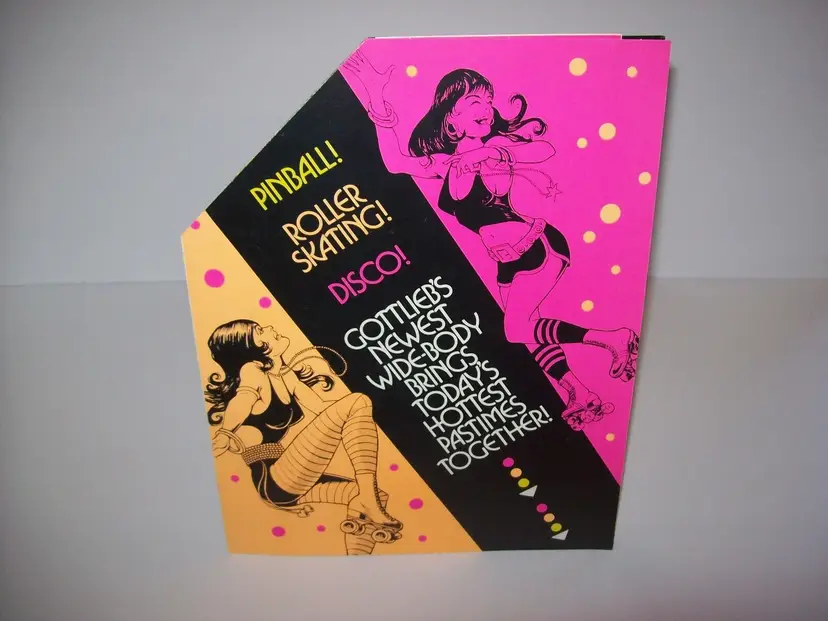 PINBALL!
ROLLER
SKATING!
DISCO!
GOTTLIEB'S
NEWEST
WIDE-BODY
BRINGS
TODAY'S
HOTTEST
PASTIMES
TOGETHER!